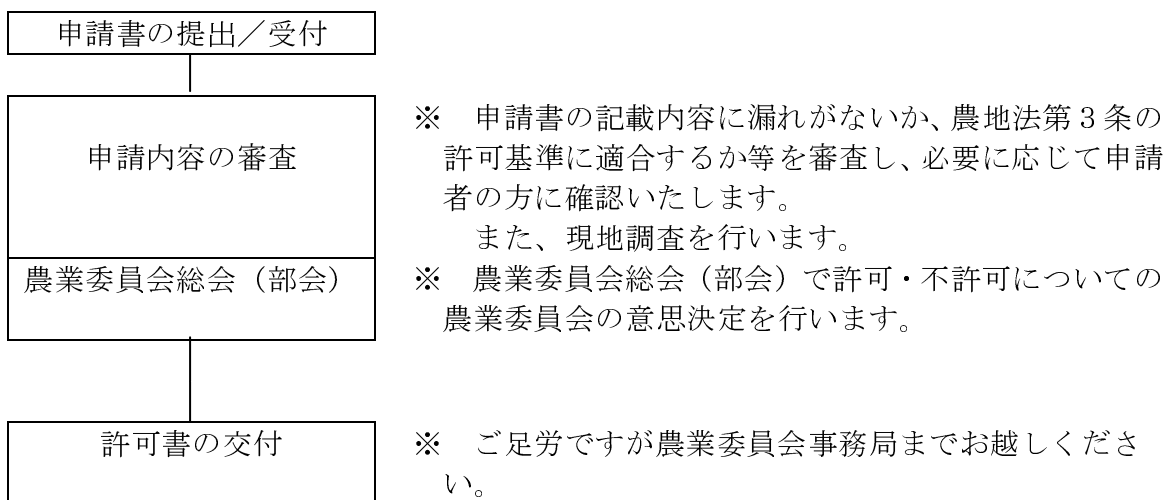 申請書の提出／受付
申請内容の審査
※　申請書の記載内容に漏れがないか、農地法第３条の
許可基準に適合するか等を審査し、必要に応じて申請
者の方に確認いたします。
また、現地調査を行います。
農業委員会総会（部会）
※　農業委員会総会（部会）で許可・不許可についての
農業委員会の意思決定を行います。
許可書の交付
※　ご足労ですが農業委員会事務局までお越しくださ
い。